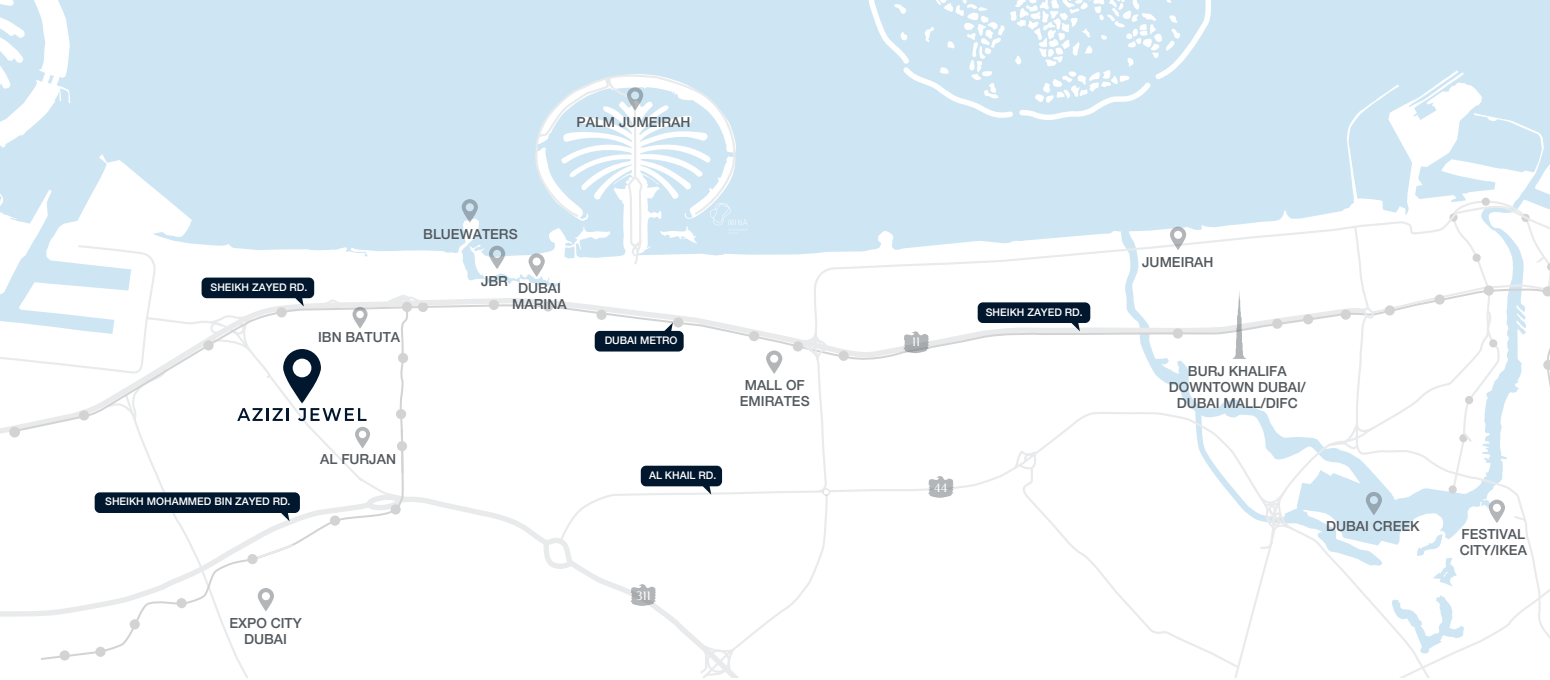 PALM JUMEIRAH
BLUEWATERS
JBR
DUBAI
MARINA
JUMEIRAH
SHEIKH ZAYED RD.
IBN BATUTA
DUBAI METRO
SHEIKH ZAYED RD.
11
MALL OF
EMIRATES
BURJ KHALIFA
DOWNTOWN DUBAI/
DUBAI MALL/DIFC
AZIZI JEWEL
AL FURJAN
AL KHAIL RD.
44
SHEIKH MOHAMMED BIN ZAYED RD.
DUBAI CREEK
FESTIVAL
CITY/IKEA
311
EXPO CITY
DUBAI